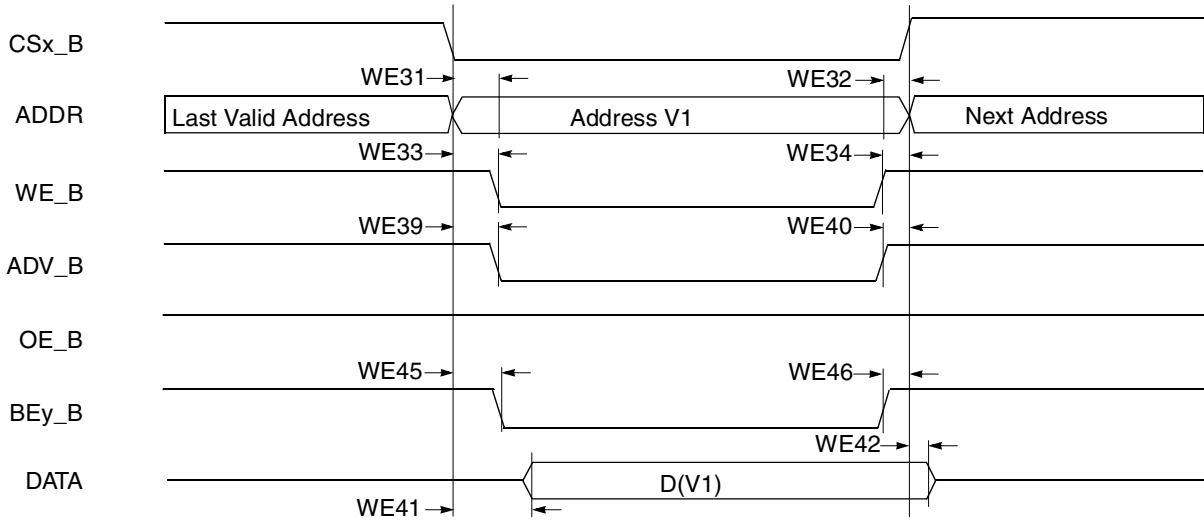 CSx_B
WE31 WE32
ADDR Last Valid Address Address V1 Next Address
WE33 WE34
WE_B
WE39 WE40
ADV_B
OE_B
WE45 WE46
BEy_B
WE42
DATA D(V1)
WE41